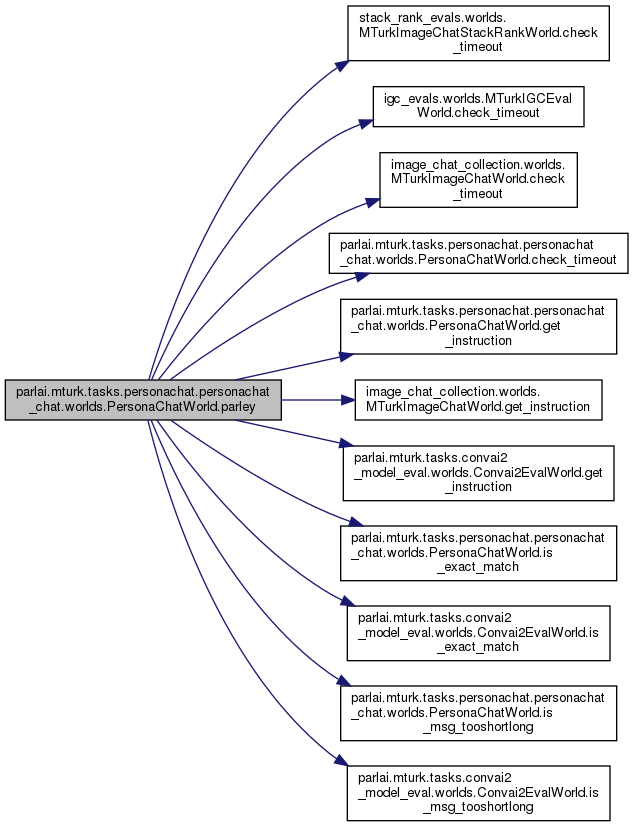 stack_rank_evals.worlds.
MTurkImageChatStackRankWorld.check
_timeout
igc_evals.worlds.MTurkIGCEval
World.check_timeout
image_chat_collection.worlds.
MTurkImageChatWorld.check
_timeout
parlai.mturk.tasks.personachat.personachat
_chat.worlds.PersonaChatWorld.check_timeout
parlai.mturk.tasks.personachat.personachat
_chat.worlds.PersonaChatWorld.get
_instruction
parlai.mturk.tasks.personachat.personachat
_chat.worlds.PersonaChatWorld.parley
image_chat_collection.worlds.
MTurkImageChatWorld.get_instruction
parlai.mturk.tasks.convai2
_model_eval.worlds.Convai2EvalWorld.get
_instruction
parlai.mturk.tasks.personachat.personachat
_chat.worlds.PersonaChatWorld.is
_exact_match
parlai.mturk.tasks.convai2
_model_eval.worlds.Convai2EvalWorld.is
_exact_match
parlai.mturk.tasks.personachat.personachat
_chat.worlds.PersonaChatWorld.is
_msg_tooshortlong
parlai.mturk.tasks.convai2
_model_eval.worlds.Convai2EvalWorld.is
_msg_tooshortlong